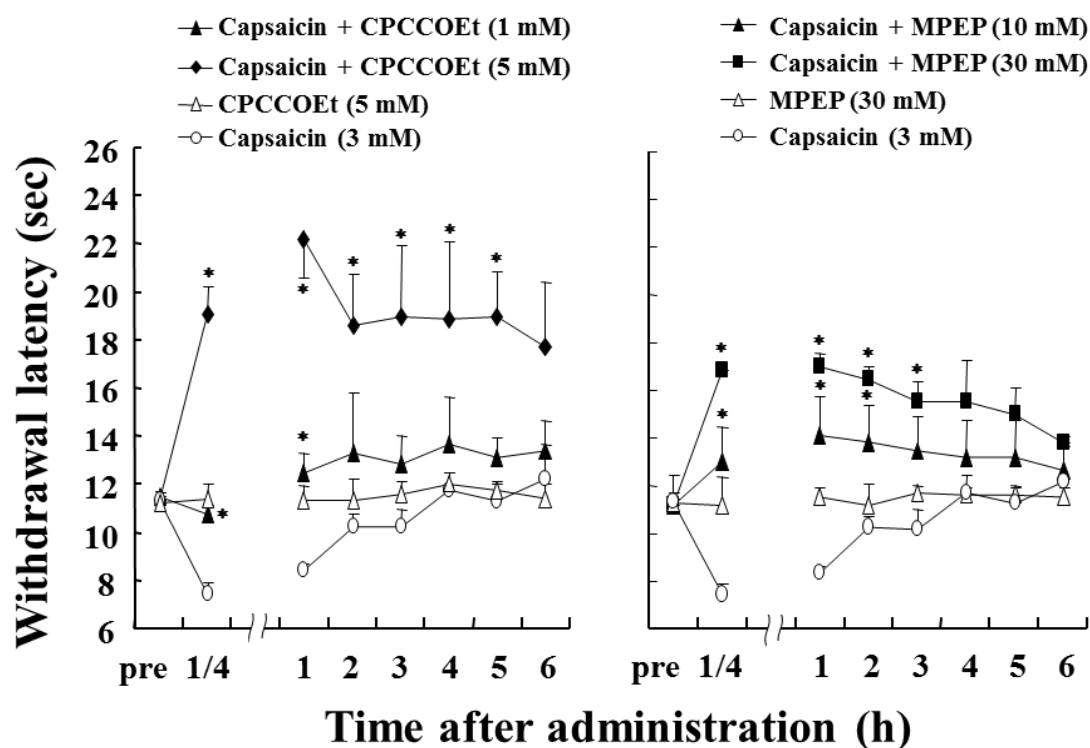 Capsaicin + CPCCOEt (1 mM)
Capsaicin + CPCCOEt (5 mM)
CPCCOEt (5 mM)
Capsaicin (3 mM)
Capsaicin + MPEP (10 mM)
Capsaicin + MPEP (30 mM)
MPEP (30 mM)
Capsaicin (3 mM)
Withdrawal latency (sec)
26
24
22
20
18
16
14
12
10
8
6
pre 1/4 1 2 3 4 5 6
pre 1/4 1 2 3 4 5 6
Time after administration (h)